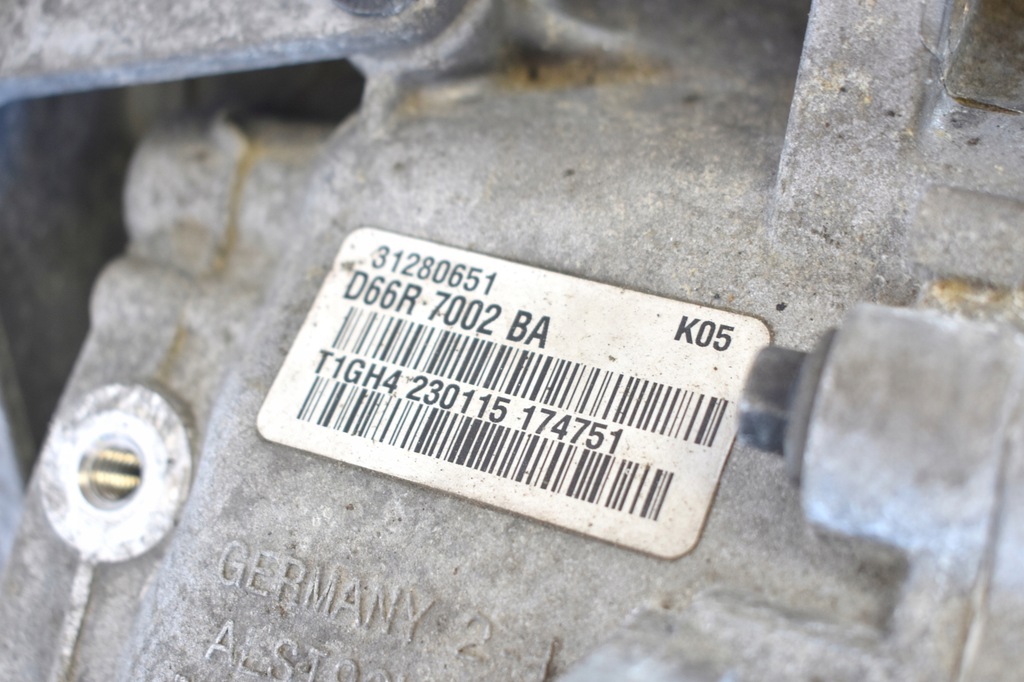 31280651
D66R 7002 BA
K05
T1GH4 230115 174751
GERMANY 2